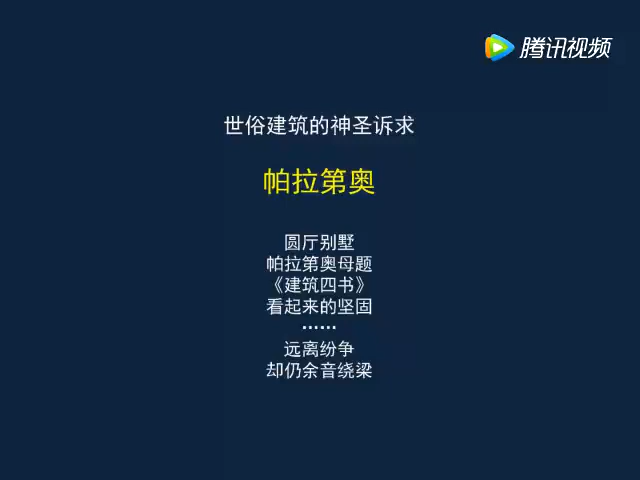 腾讯视频
世俗建筑的神圣诉求
帕拉第奥
圆厅别墅
帕拉第奥母题
《建筑四书》
看起来的坚固
……
远离纷争
却仍余音绕梁